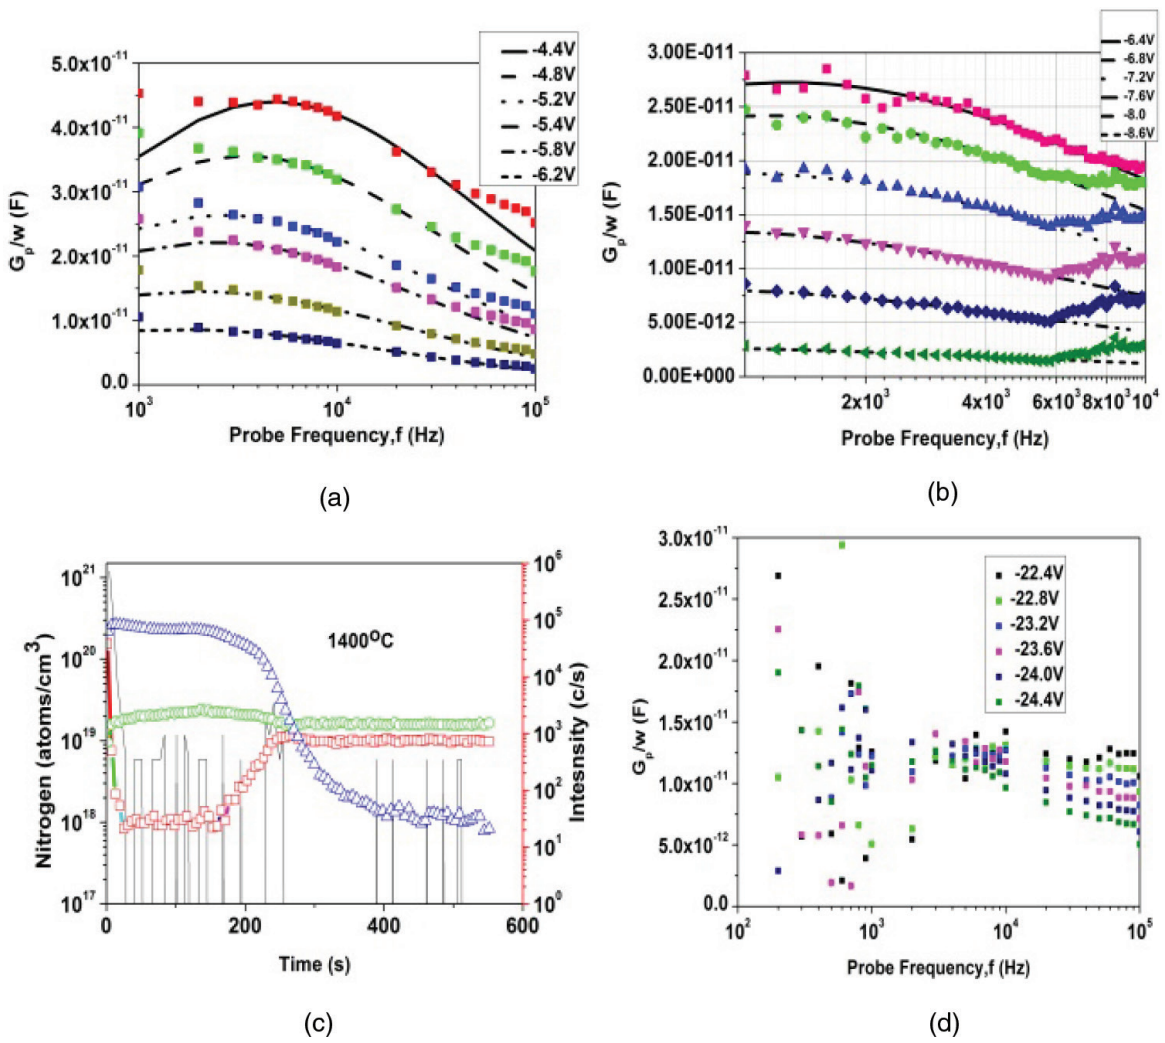 (a)
-4.4V
-4.8V
-5.2V
-5.4V
-5.8V
-6.2V
5.0x10⁻¹¹
4.0x10⁻¹¹
3.0x10⁻¹¹
2.0x10⁻¹¹
1.0x10⁻¹¹
0.0
Gₚ/w (F)
10³
10⁴
10⁵
Probe Frequency,f (Hz)
(b)
-6.4V
-6.8V
-7.2V
-7.6V
-8.0
-8.6V
3.00E-011
2.50E-011
2.00E-011
1.50E-011
1.00E-011
5.00E-012
0.00E+000
Gₚ/w (F)
2x10³
4x10³
6x10³
8x10³
10⁴
Probe Frequency,f (Hz)
(c)
1400⁰C
10²¹
10²⁰
10¹⁹
10¹⁸
10¹⁷
Nitrogen (atoms/cm³)
10⁶
10⁵
10⁴
10³
10²
10¹
10⁰
Intesnsity (c/s)
0
200
400
600
Time (s)
(d)
-22.4V
-22.8V
-23.2V
-23.6V
-24.0V
-24.4V
3.0x10⁻¹¹
2.5x10⁻¹¹
2.0x10⁻¹¹
1.5x10⁻¹¹
1.0x10⁻¹¹
5.0x10⁻¹²
0.0
Gₚ/w (F)
10²
10³
10⁴
10⁵
Probe Frequency,f (Hz)